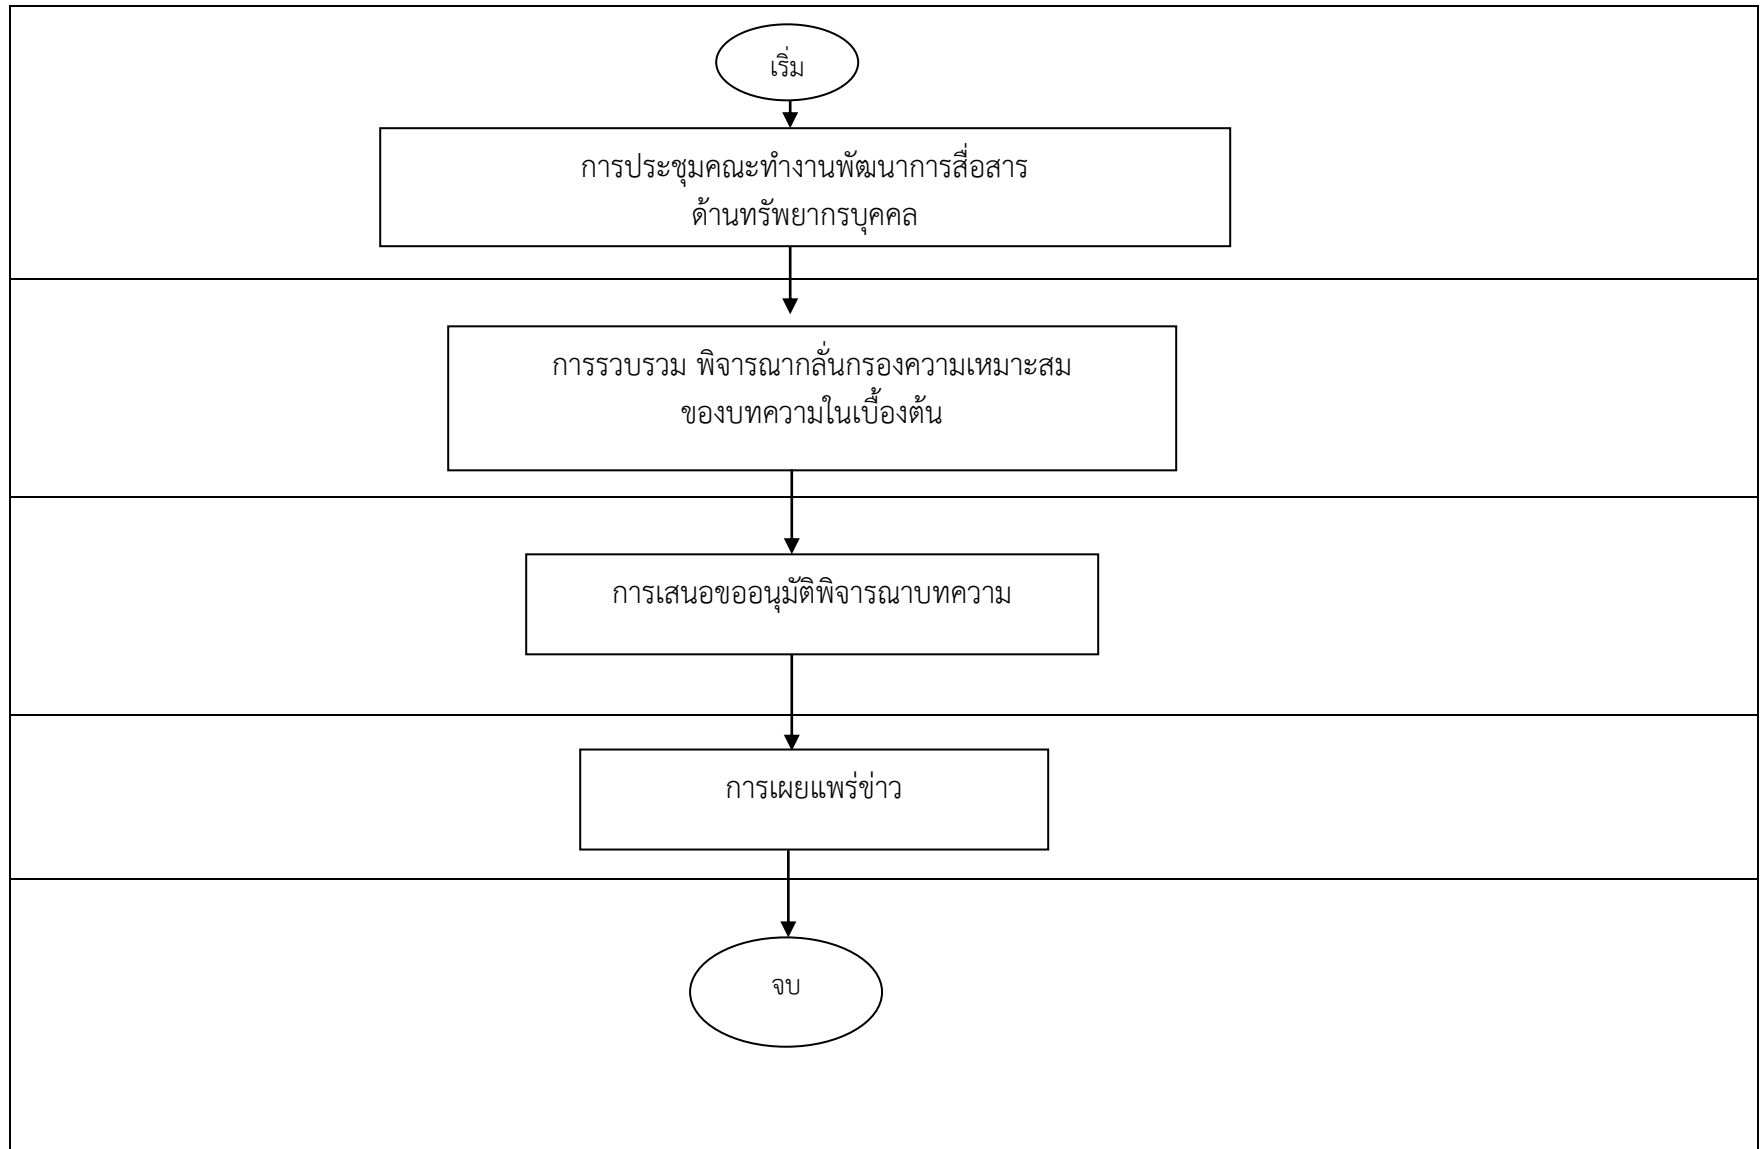 เริ่ม
การประชุมคณะทำงานพัฒนาการสื่อสาร
ด้านทรัพยากรบุคคล
การรวบรวม พิจารณากลั่นกรองความเหมาะสม
ของบทความในเบื้องต้น
การเสนอขออนุมัติพิจารณาบทความ
การเผยแพร่ข่าว
จบ